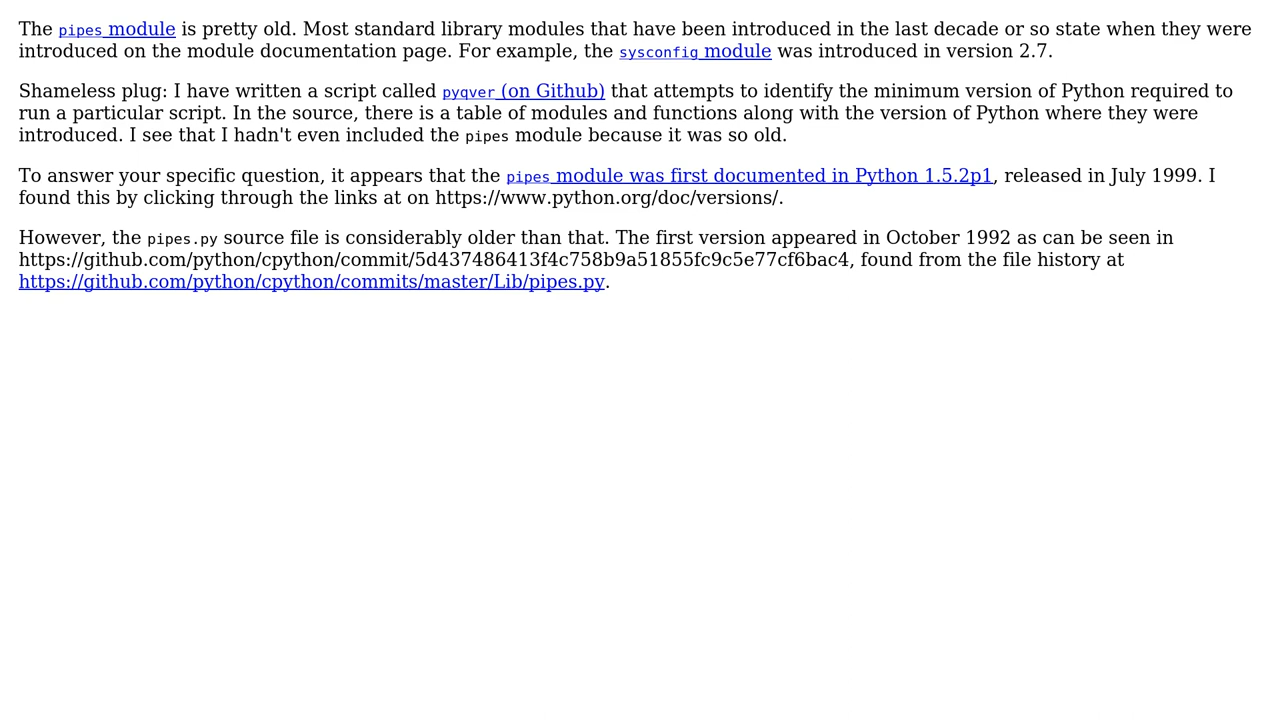 The pipes module is pretty old. Most standard library modules that have been introduced in the last decade or so state when they were
introduced on the module documentation page. For example, the sysconfig module was introduced in version 2.7.
Shameless plug: I have written a script called pyqver (on Github) that attempts to identify the minimum version of Python required to
run a particular script. In the source, there is a table of modules and functions along with the version of Python where they were
introduced. I see that I hadn't even included the pipes module because it was so old.
To answer your specific question, it appears that the pipes module was first documented in Python 1.5.2p1, released in July 1999. I
found this by clicking through the links at on https://www.python.org/doc/versions/.
However, the pipes.py source file is considerably older than that. The first version appeared in October 1992 as can be seen in
https://github.com/python/cpython/commit/5d437486413f4c758b9a51855fc9c5e77cf6bac4, found from the file history at
https://github.com/python/cpython/commits/master/Lib/pipes.py.